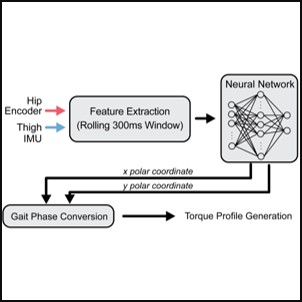 Hip
Encoder
Thigh
IMU
Feature Extraction
(Rolling 300ms Window)
Neural Network
x polar coordinate
y polar coordinate
Gait Phase Conversion
Torque Profile Generation